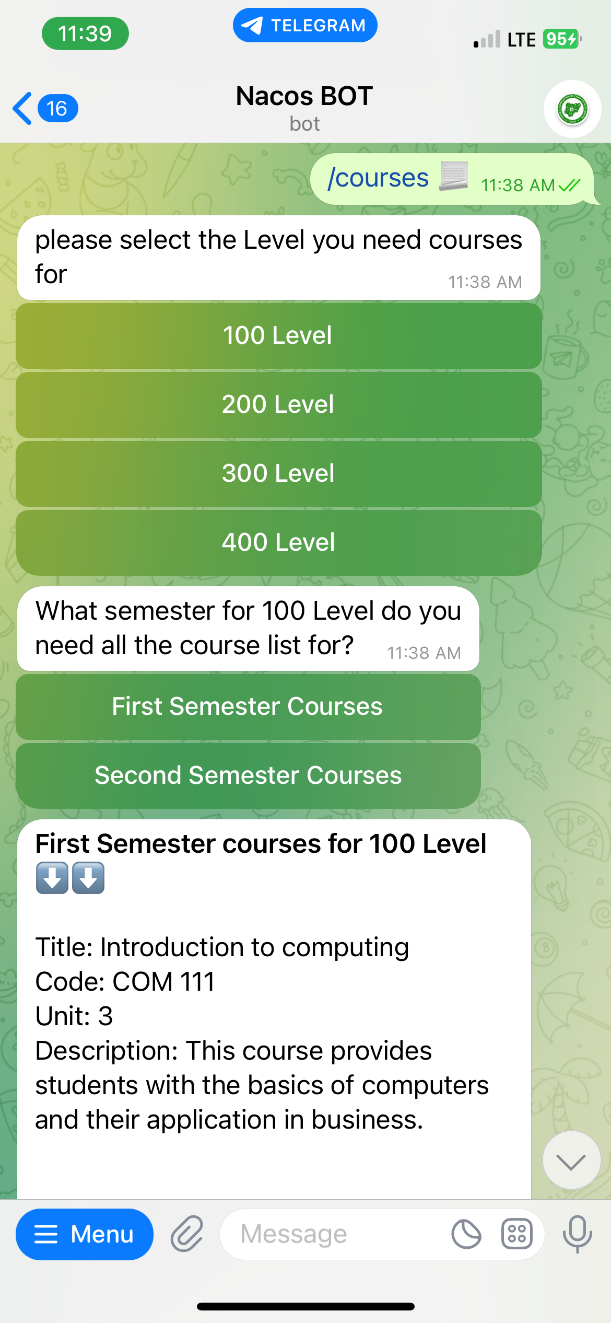 11:39
TELEGRAM
LTE 95
16
Nacos BOT
bot
/courses
11:38 AM
please select the Level you need courses
for
11:38 AM
100 Level
200 Level
300 Level
400 Level
What semester for 100 Level do you
need all the course list for?
11:38 AM
First Semester Courses
Second Semester Courses
First Semester courses for 100 Level
⬇️⬇️
Title: Introduction to computing
Code: COM 111
Unit: 3
Description: This course provides
students with the basics of computers
and their application in business.
Menu
Message